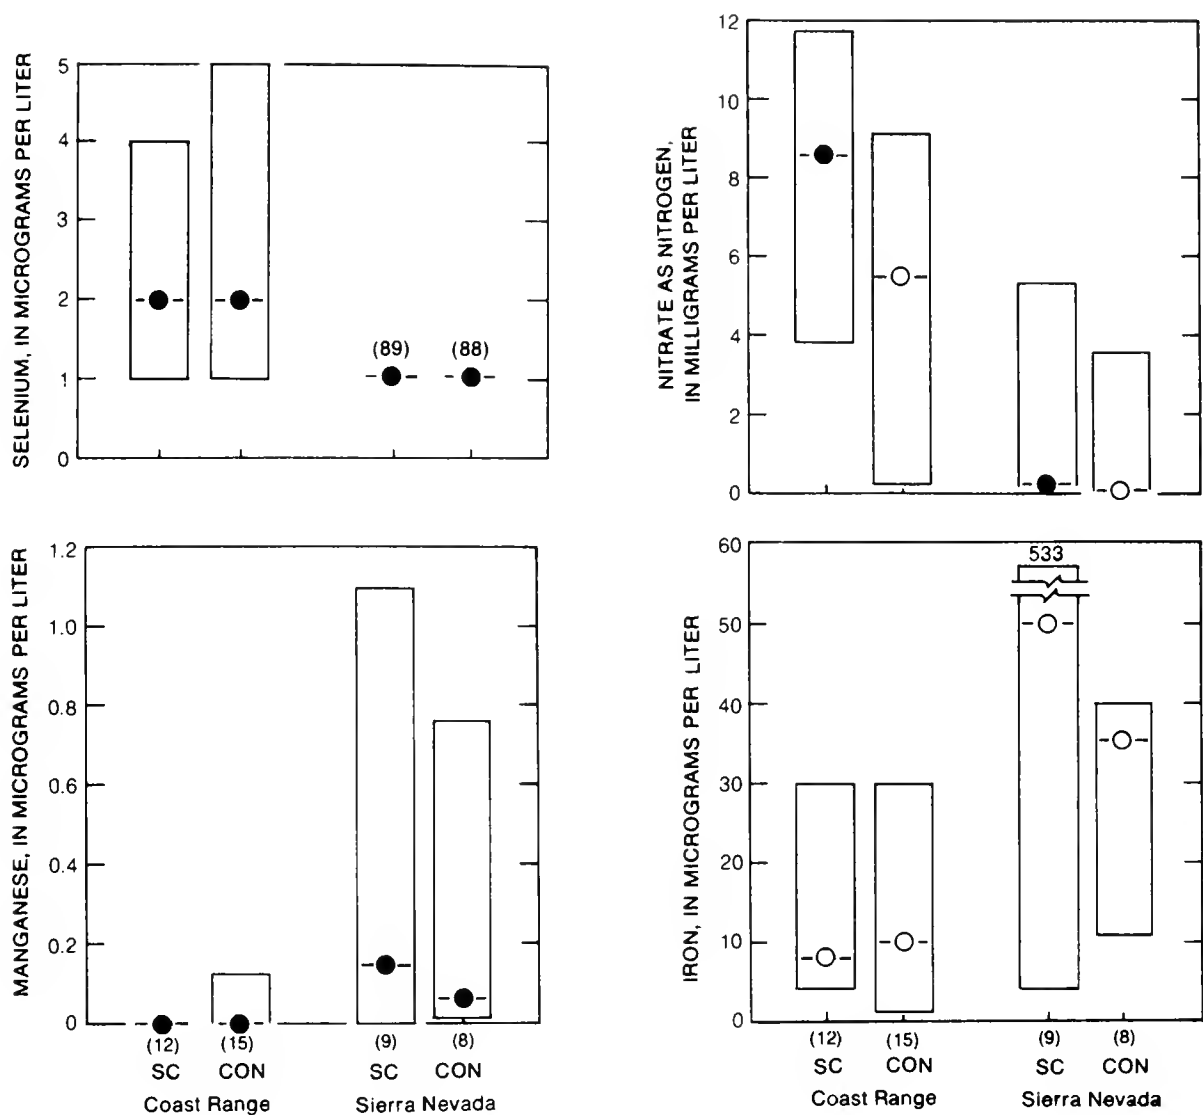 SELENIUM, IN MICROGRAMS PER LITER
5
4
3
2
1
0
(89)
(88)
NITRATE AS NITROGEN,
IN MILLIGRAMS PER LITER
12
10
8
6
4
2
0
MANGANESE, IN MICROGRAMS PER LITER
1.2
1.0
0.8
0.6
0.4
0.2
0
(12)
(15)
(9)
(8)
SC
CON
SC
CON
Coast Range
Sierra Nevada
IRON, IN MICROGRAMS PER LITER
60
50
40
30
20
10
0
533
(12)
(15)
(9)
(8)
SC
CON
SC
CON
Coast Range
Sierra Nevada